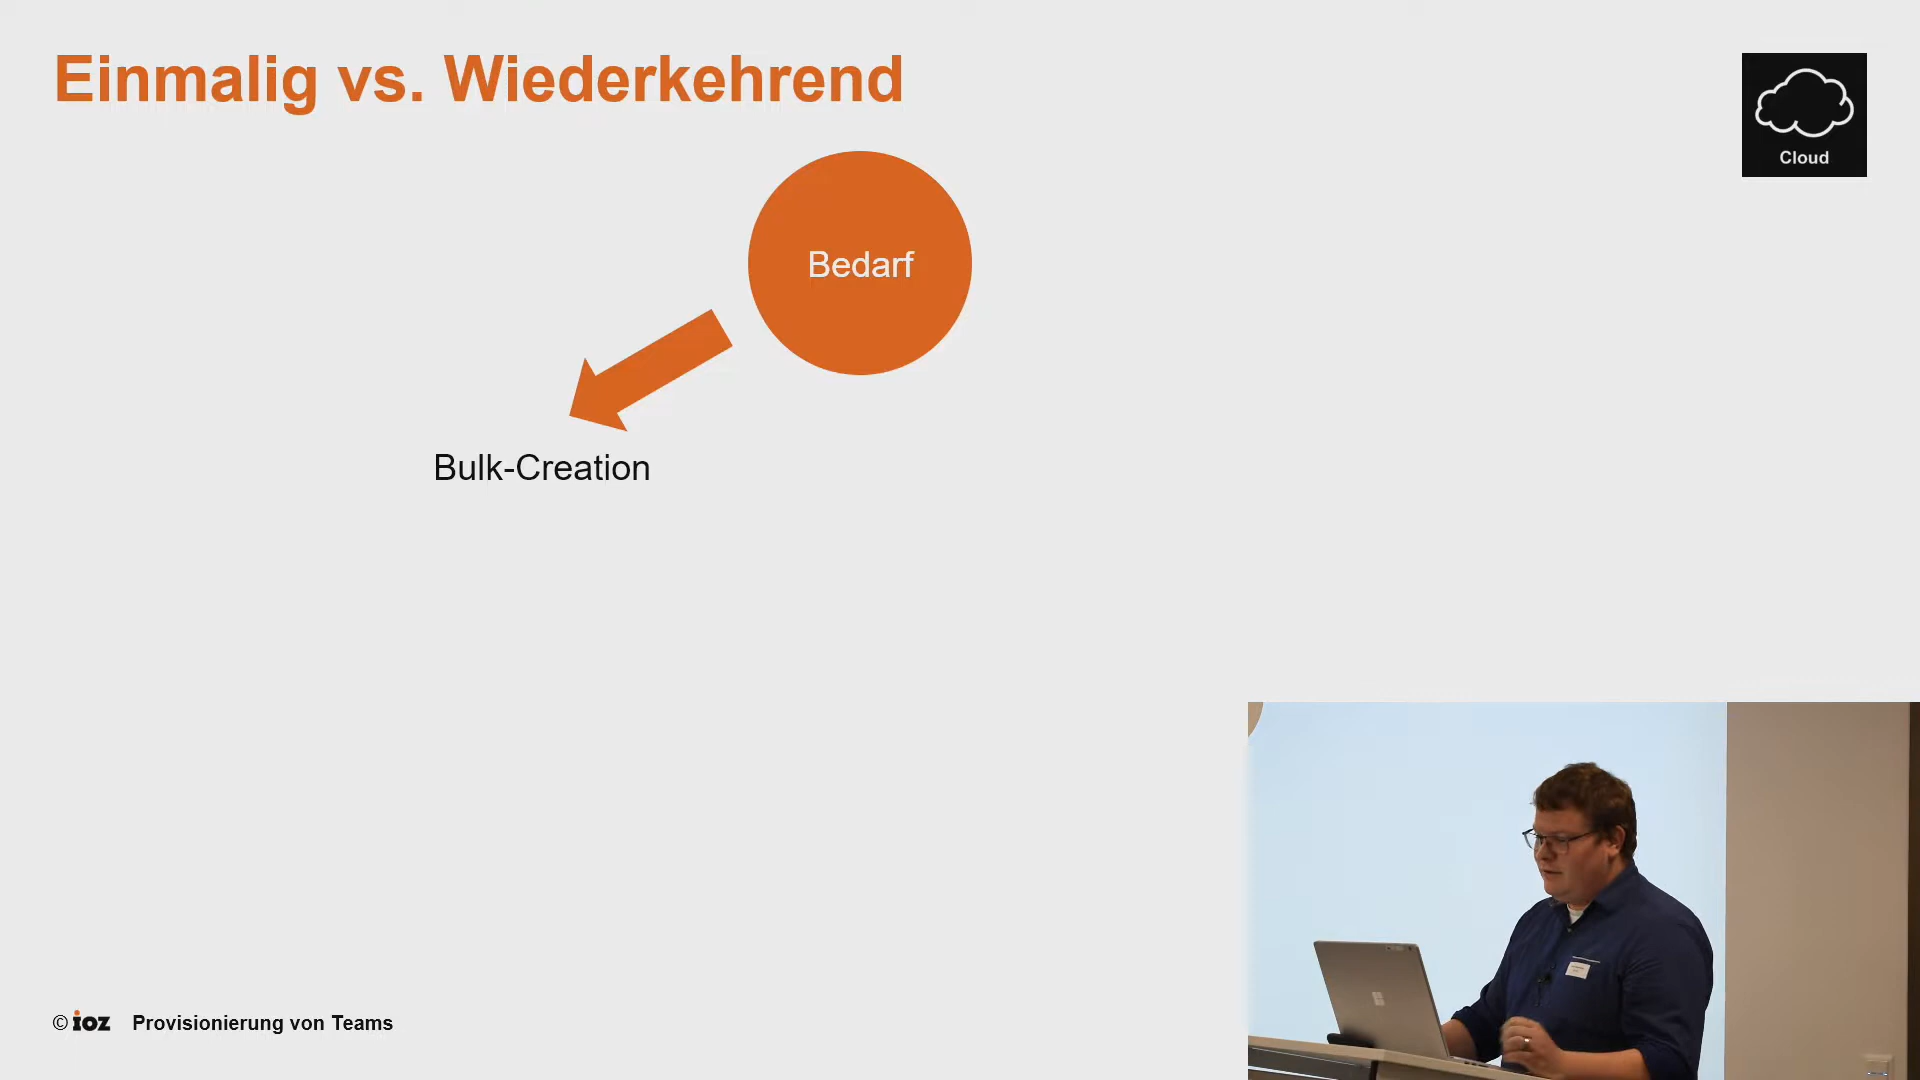 Einmalig vs. Wiederkehrend
Cloud
Bedarf
Bulk-Creation
© ioz Provisionierung von Teams